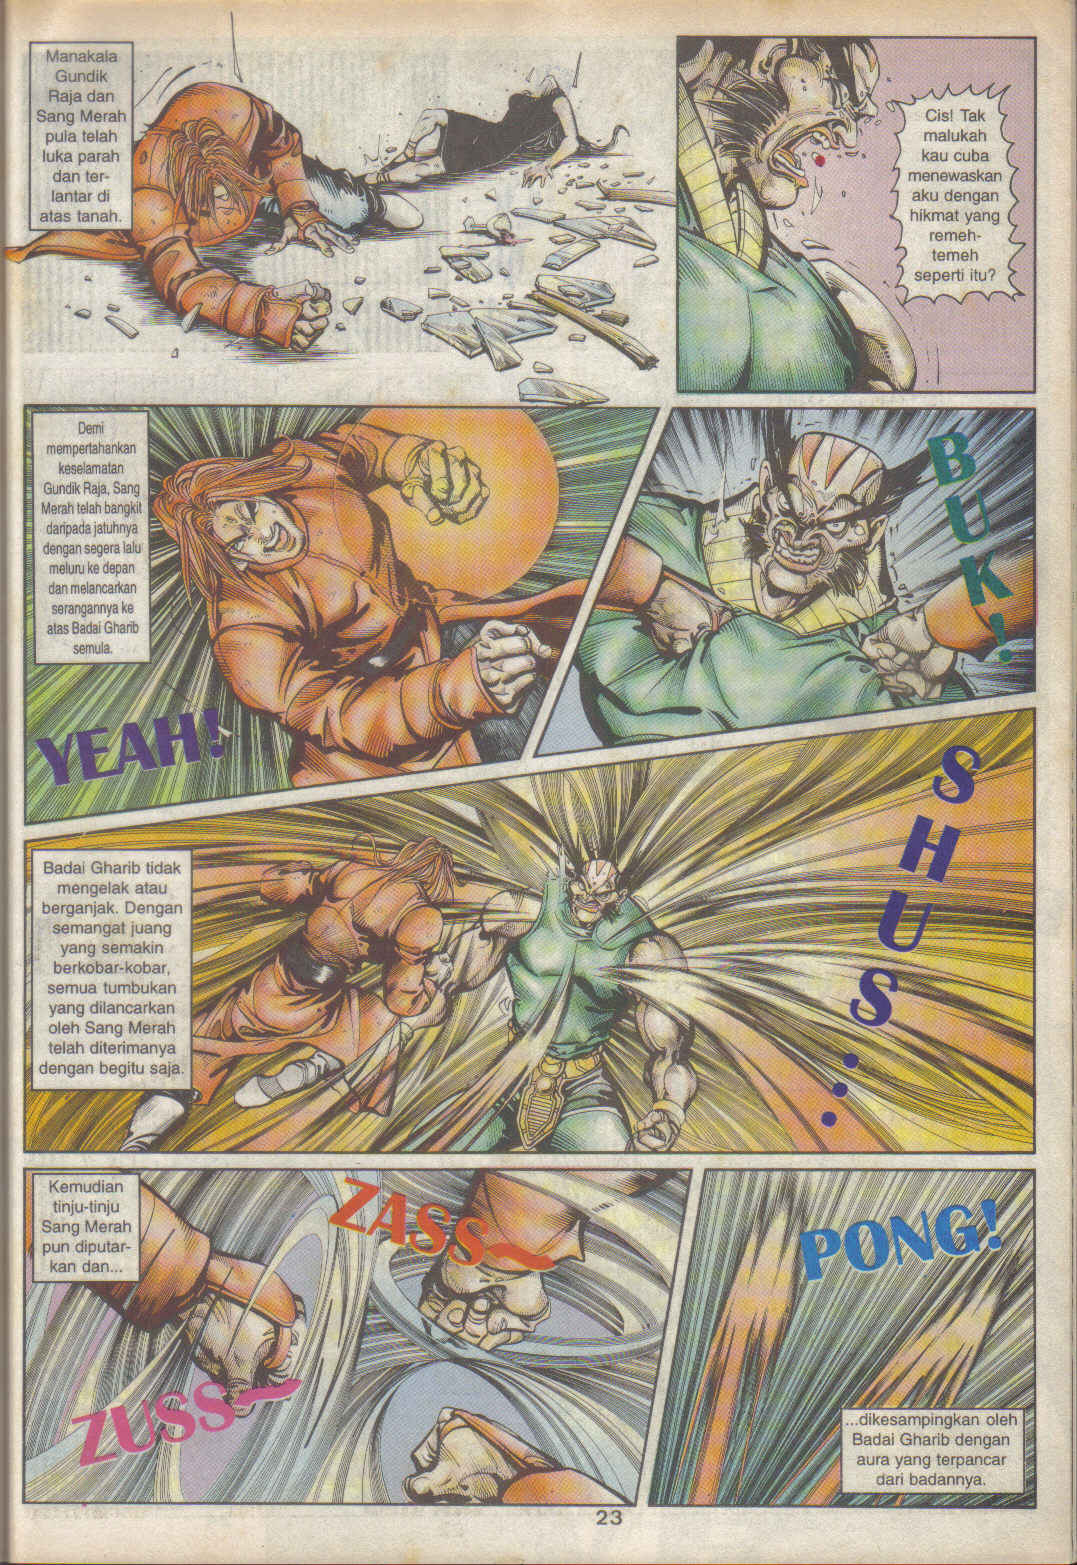 Manakala
Gundik
Raja dan
Sang Merah
pula telah
luka parah
dan ter-
lantar di
atas tanah.
Cis! Tak
malukah
kau cuba
menewaskan
aku dengan
hikmat yang
remeh-
temeh
seperti itu?
Demi
mempertahankan
keselamatan
Gundik Raja, Sang
Merah telah bangkit
daripada jatuhnya
dengan segera lalu
meluru ke depan
dan melancarkan
serangannya ke
atas Badai Gharib
semula.
YEAH!
BUK!
Badai Gharib tidak
mengelak atau
berganjak. Dengan
semangat juang
yang semakin
berkobar-kobar,
semua tumbukan
yang dilancarkan
oleh Sang Merah
telah diterimanya
dengan begitu saja.
SHUS...
Kemudian
tinju-tinju
Sang Merah
pun diputar-
kan dan...
ZASS~
ZUSS~
PONG!
...dikesampingkan oleh
Badai Gharib dengan
aura yang terpancar
dari badannya.
23